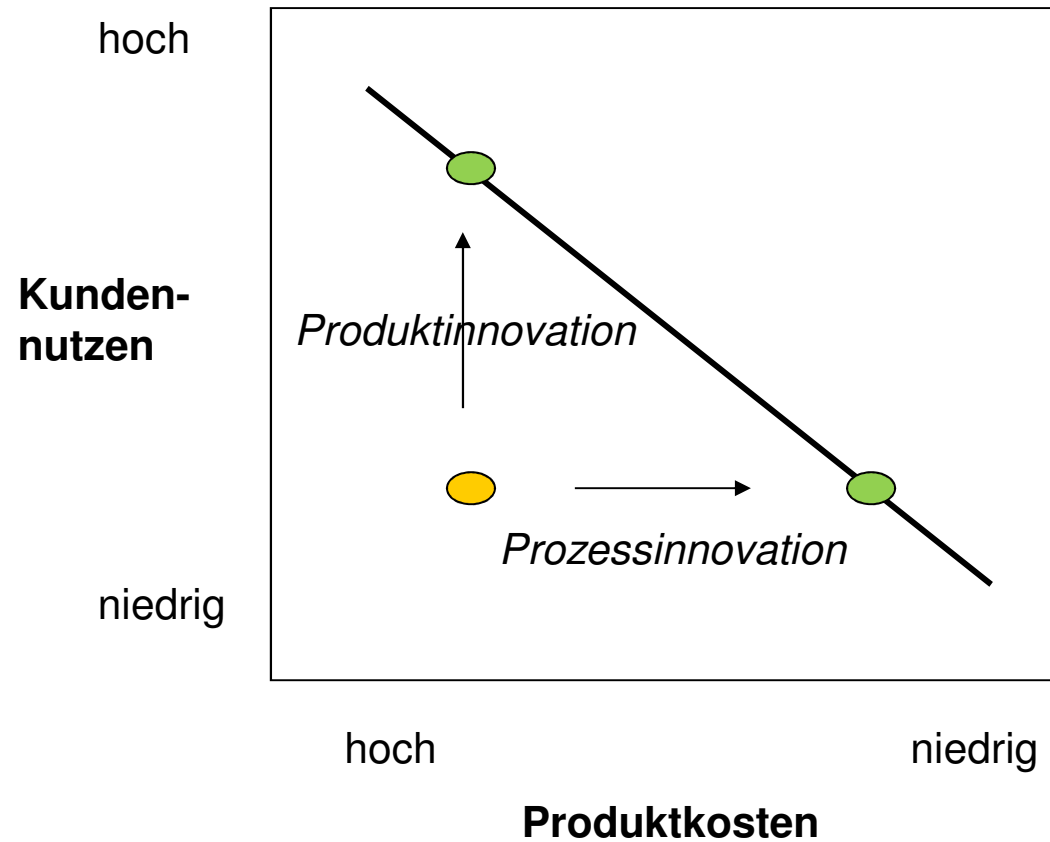 hoch
Kunden-
nutzen
Produktinnovation
Prozessinnovation
niedrig
hoch
niedrig
Produktkosten